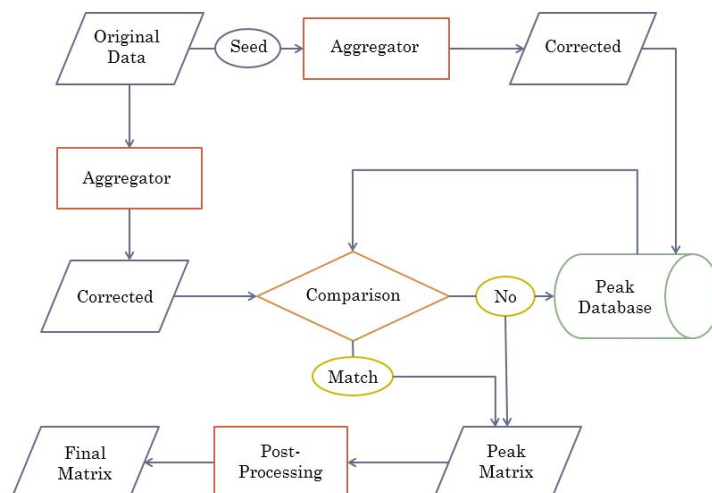 Original
Data
Seed
Aggregator
Corrected
Aggregator
Corrected
Comparison
No
Peak
Database
Match
Final
Matrix
Post-
Processing
Peak
Matrix